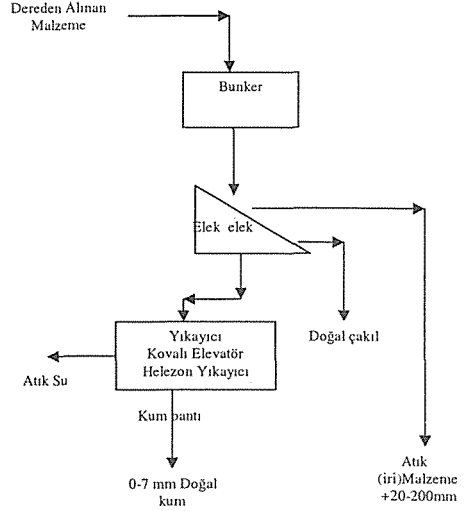 Dereden Alınan
Malzeme
Bunker
Elek elek
Yıkayıcı
Kovalı Elevatör
Helezon Yıkayıcı
Doğal çakıl
Atık Su
Kum bantı
0-7 mm Doğal
kum
Atık
(iri)Malzeme
+20-200mm